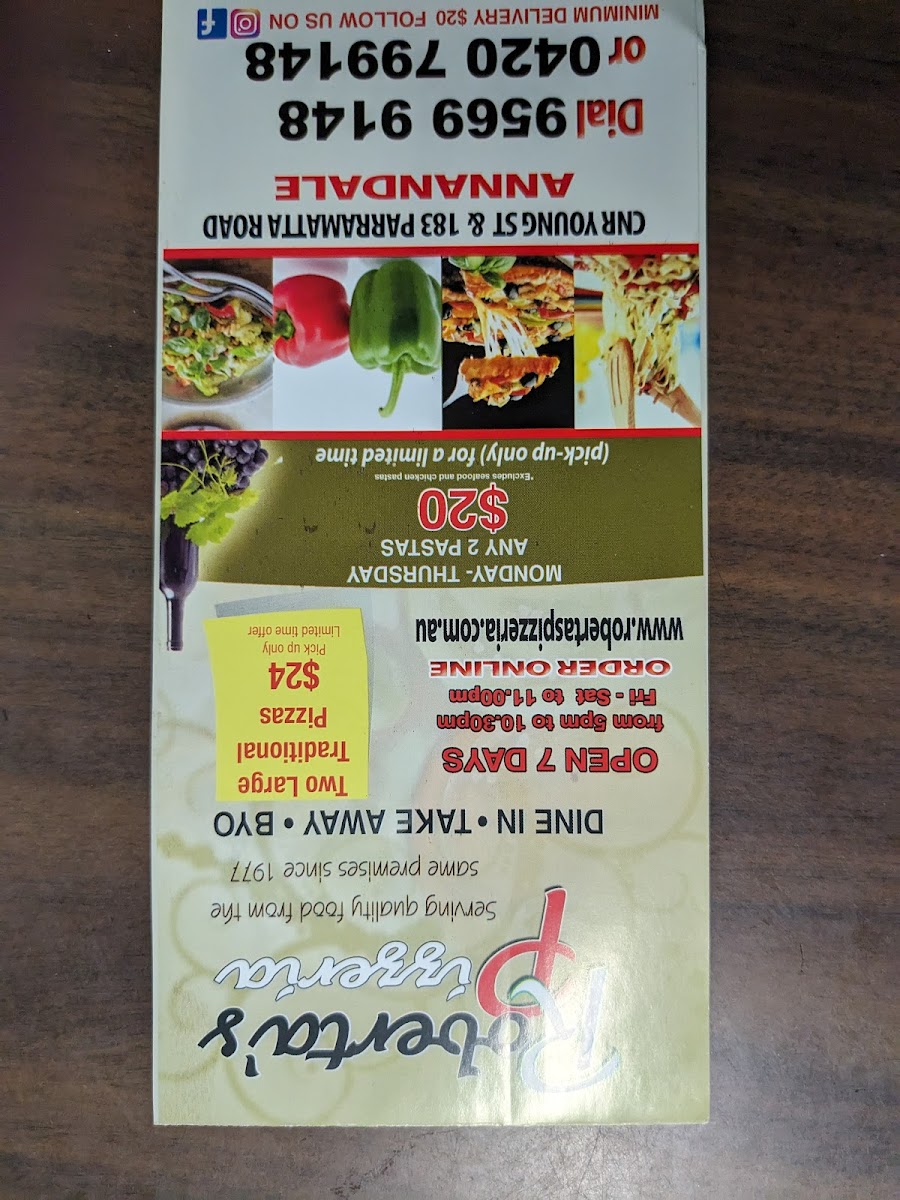 Roberta's
Pizzeria
Serving quality food from the
same premises since 1977
DINE IN • TAKE AWAY • BYO
OPEN 7 DAYS
from 5pm to 10.30pm
Fri - Sat to 11.00pm
ORDER ONLINE
www.robertaspizzeria.com.au
Two Large
Traditional
Pizzas
$24
Pick up only
Limited time offer
MONDAY- THURSDAY
ANY 2 PASTAS
$20
*Excludes seafood and chicken pastas
(pick-up only) for a limited time
CNR YOUNG ST & 183 PARRAMATTA ROAD
ANNANDALE
Dial 9569 9148
or 0420 799148
MINIMUM DELIVERY $20 FOLLOW US ON